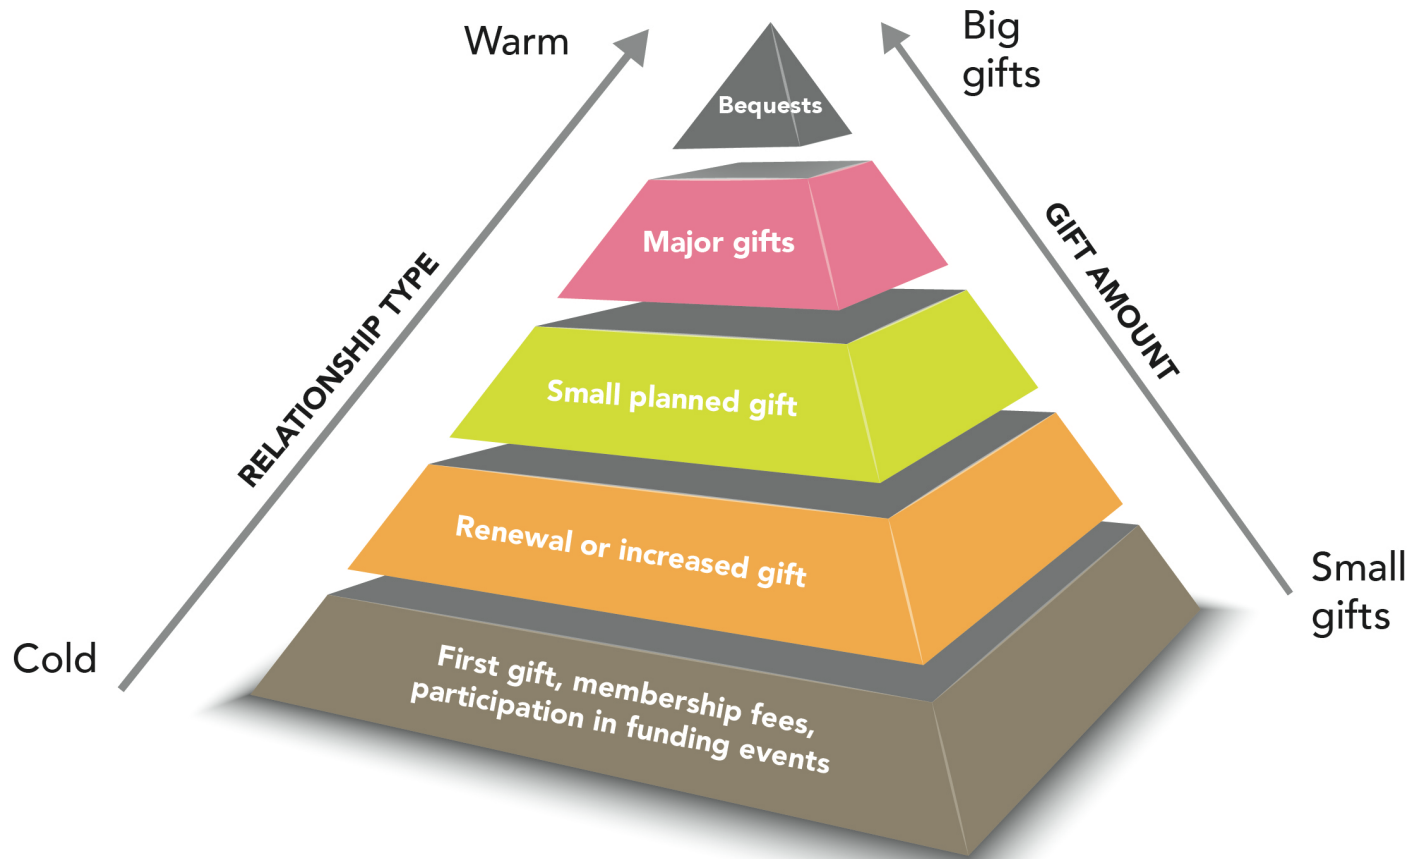 Warm
Big
gifts
Bequests
RELATIONSHIP TYPE
GIFT AMOUNT
Major gifts
Small planned gift
Renewal or increased gift
Small
gifts
Cold
First gift, membership fees,
participation in funding events